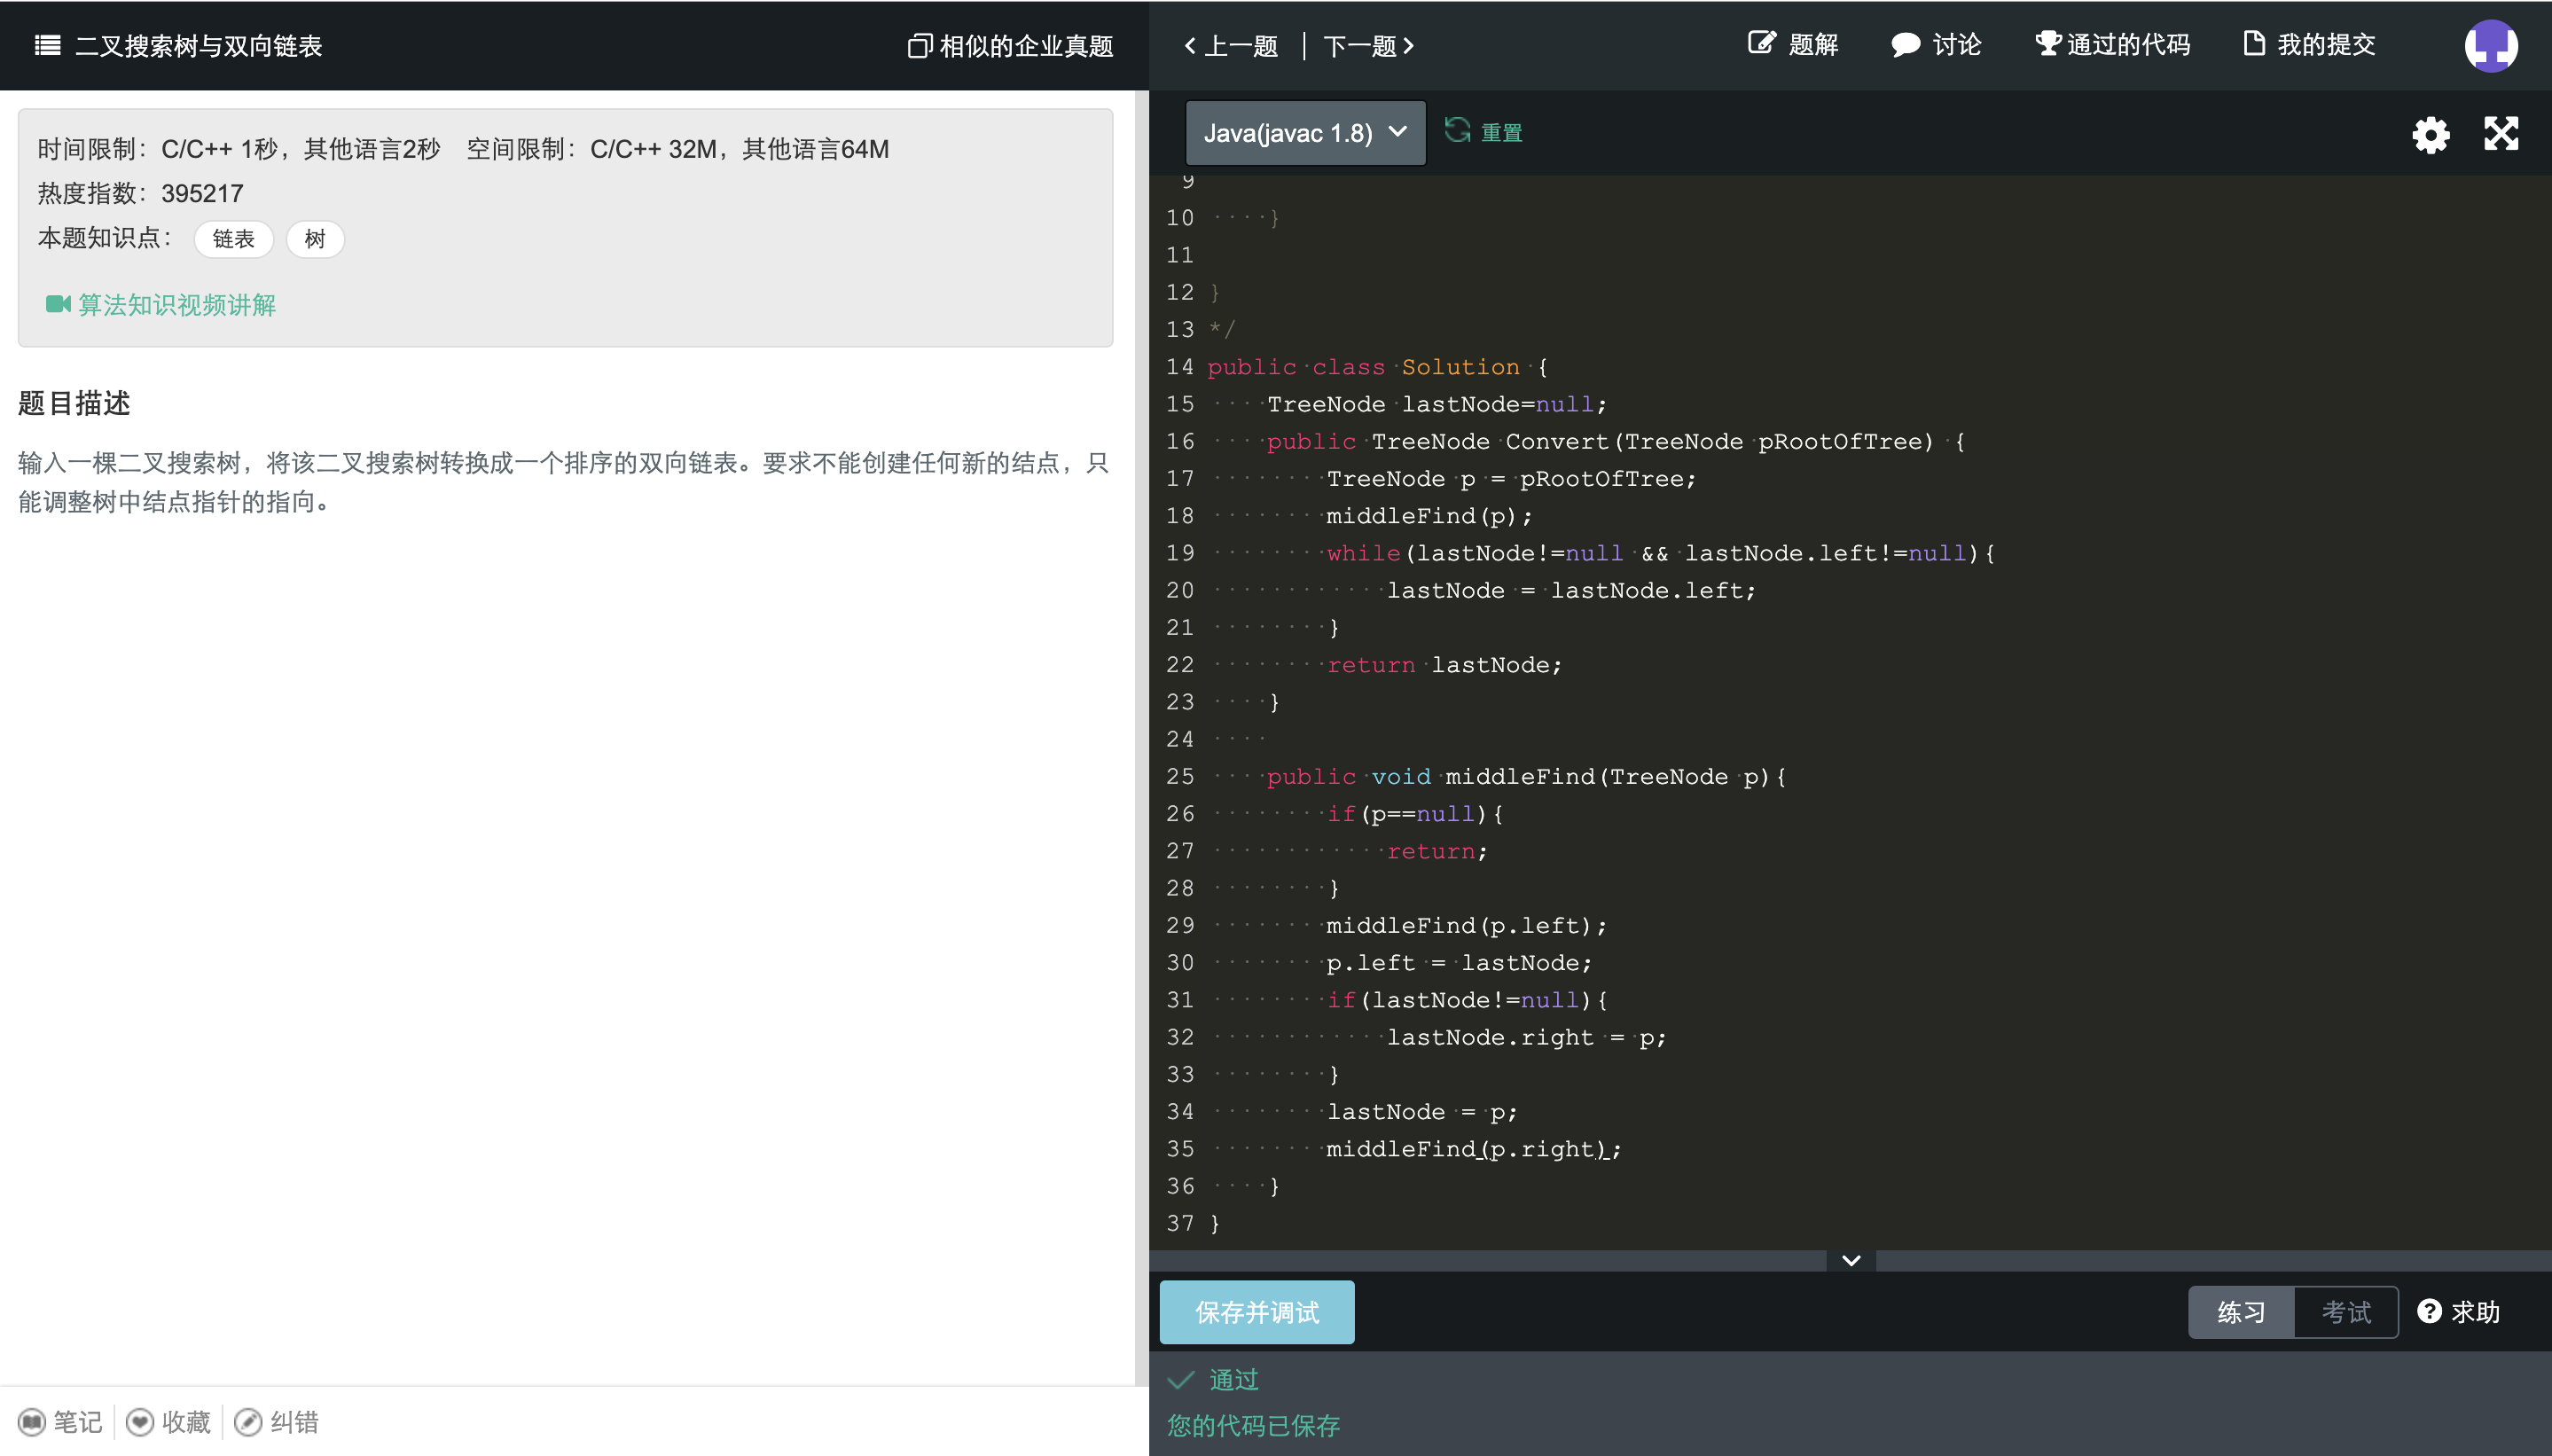 二叉搜索树与双向链表
相似的企业真题
上一题
下一题
题解
讨论
通过的代码
我的提交
时间限制：C/C++ 1秒，其他语言2秒 空间限制：C/C++ 32M，其他语言64M
热度指数：395217
本题知识点： 链表 树
算法知识视频讲解
题目描述
输入一棵二叉搜索树，将该二叉搜索树转换成一个排序的双向链表。要求不能创建任何新的结点，只
能调整树中结点指针的指向。
笔记 收藏 纠错
Java(javac 1.8) 重置
9
10     }
11
12 }
13 */
14 public class Solution {
15     TreeNode lastNode=null;
16     public TreeNode Convert(TreeNode pRootOfTree) {
17         TreeNode p = pRootOfTree;
18         middleFind(p);
19         while(lastNode!=null && lastNode.left!=null){
20             lastNode = lastNode.left;
21         }
22         return lastNode;
23     }
24
25     public void middleFind(TreeNode p){
26         if(p==null){
27             return;
28         }
29         middleFind(p.left);
30         p.left = lastNode;
31         if(lastNode!=null){
32             lastNode.right = p;
33         }
34         lastNode = p;
35         middleFind(p.right);
36     }
37 }
保存并调试
练习 考试 求助
通过
您的代码已保存